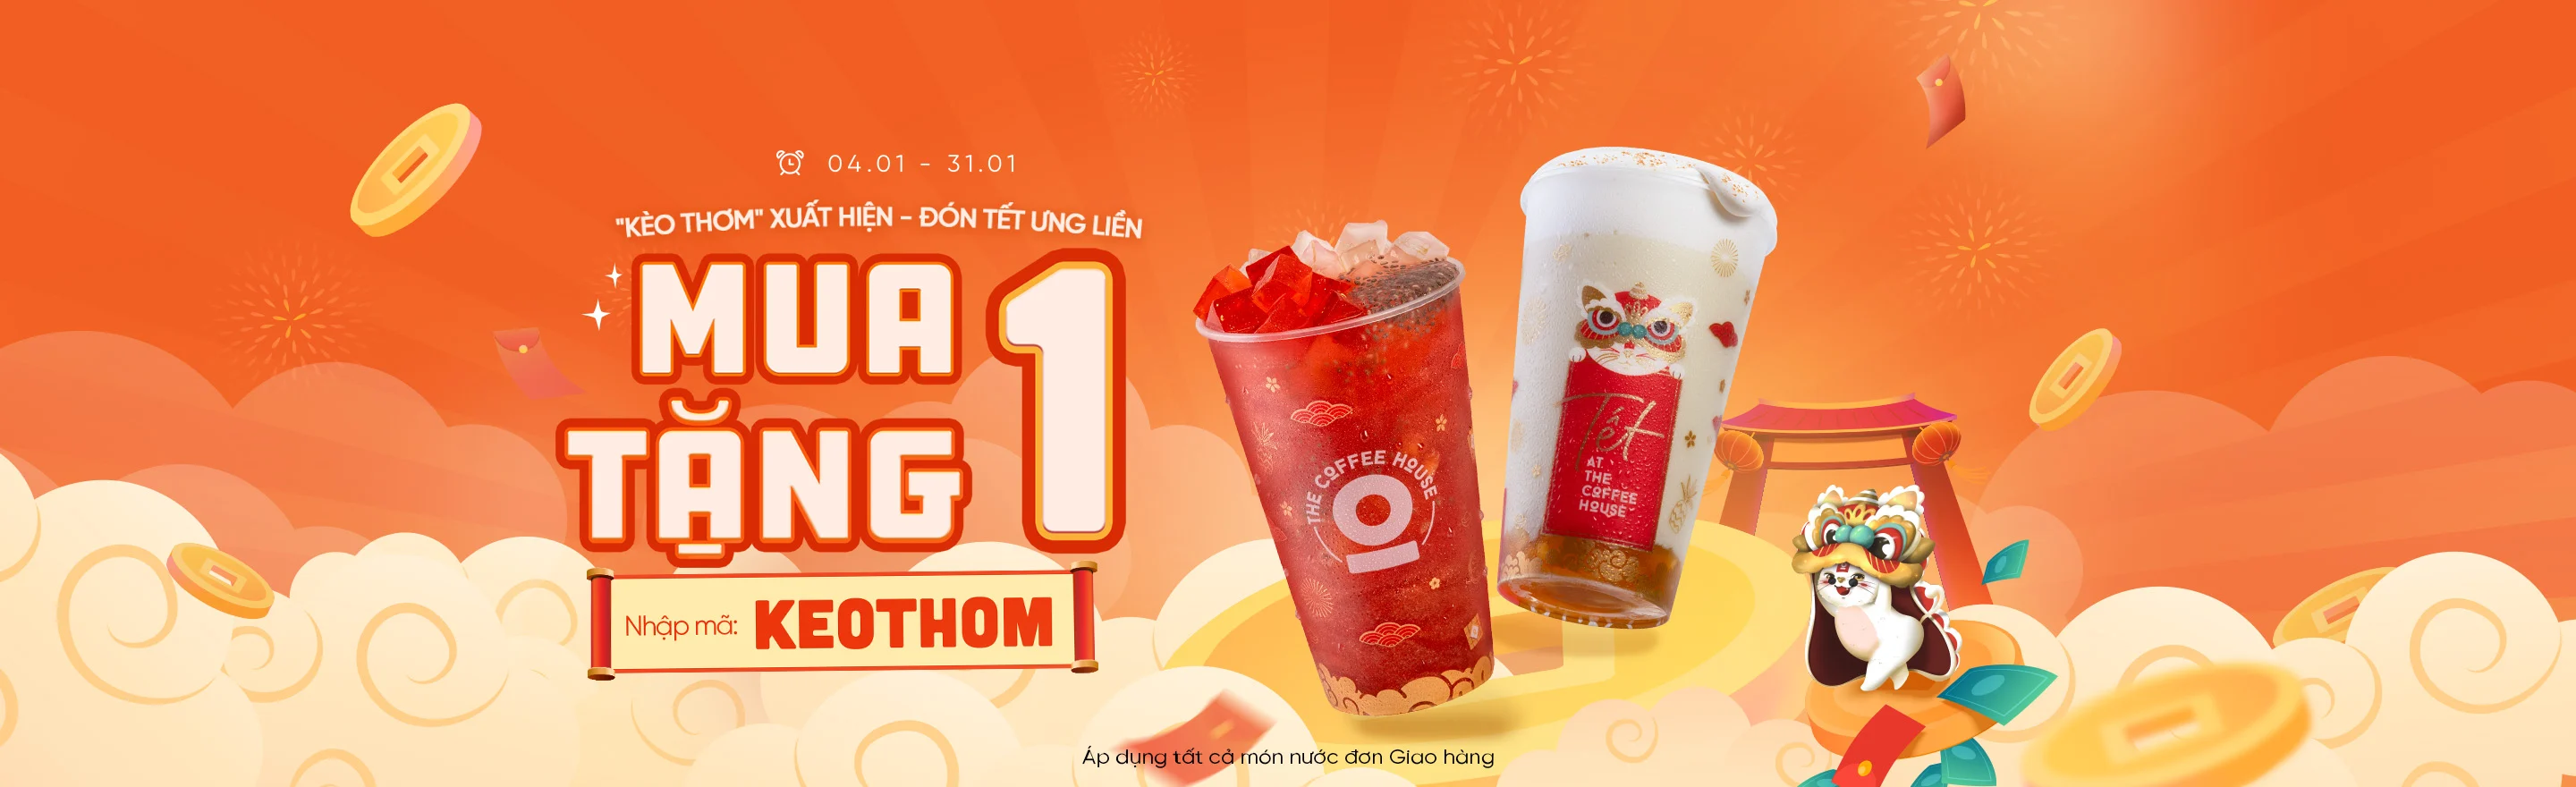 04.01 - 31.01
"KÈO THƠM" XUẤT HIỆN - ĐÓN TẾT ƯNG LIỀN
MUA 1
TẶNG 1
Nhập mã: KEOTHOM
THE COFFEE HOUSE
Tết
AT
THE
COFFEE
HOUSE
Áp dụng tất cả món nước đơn Giao hàng